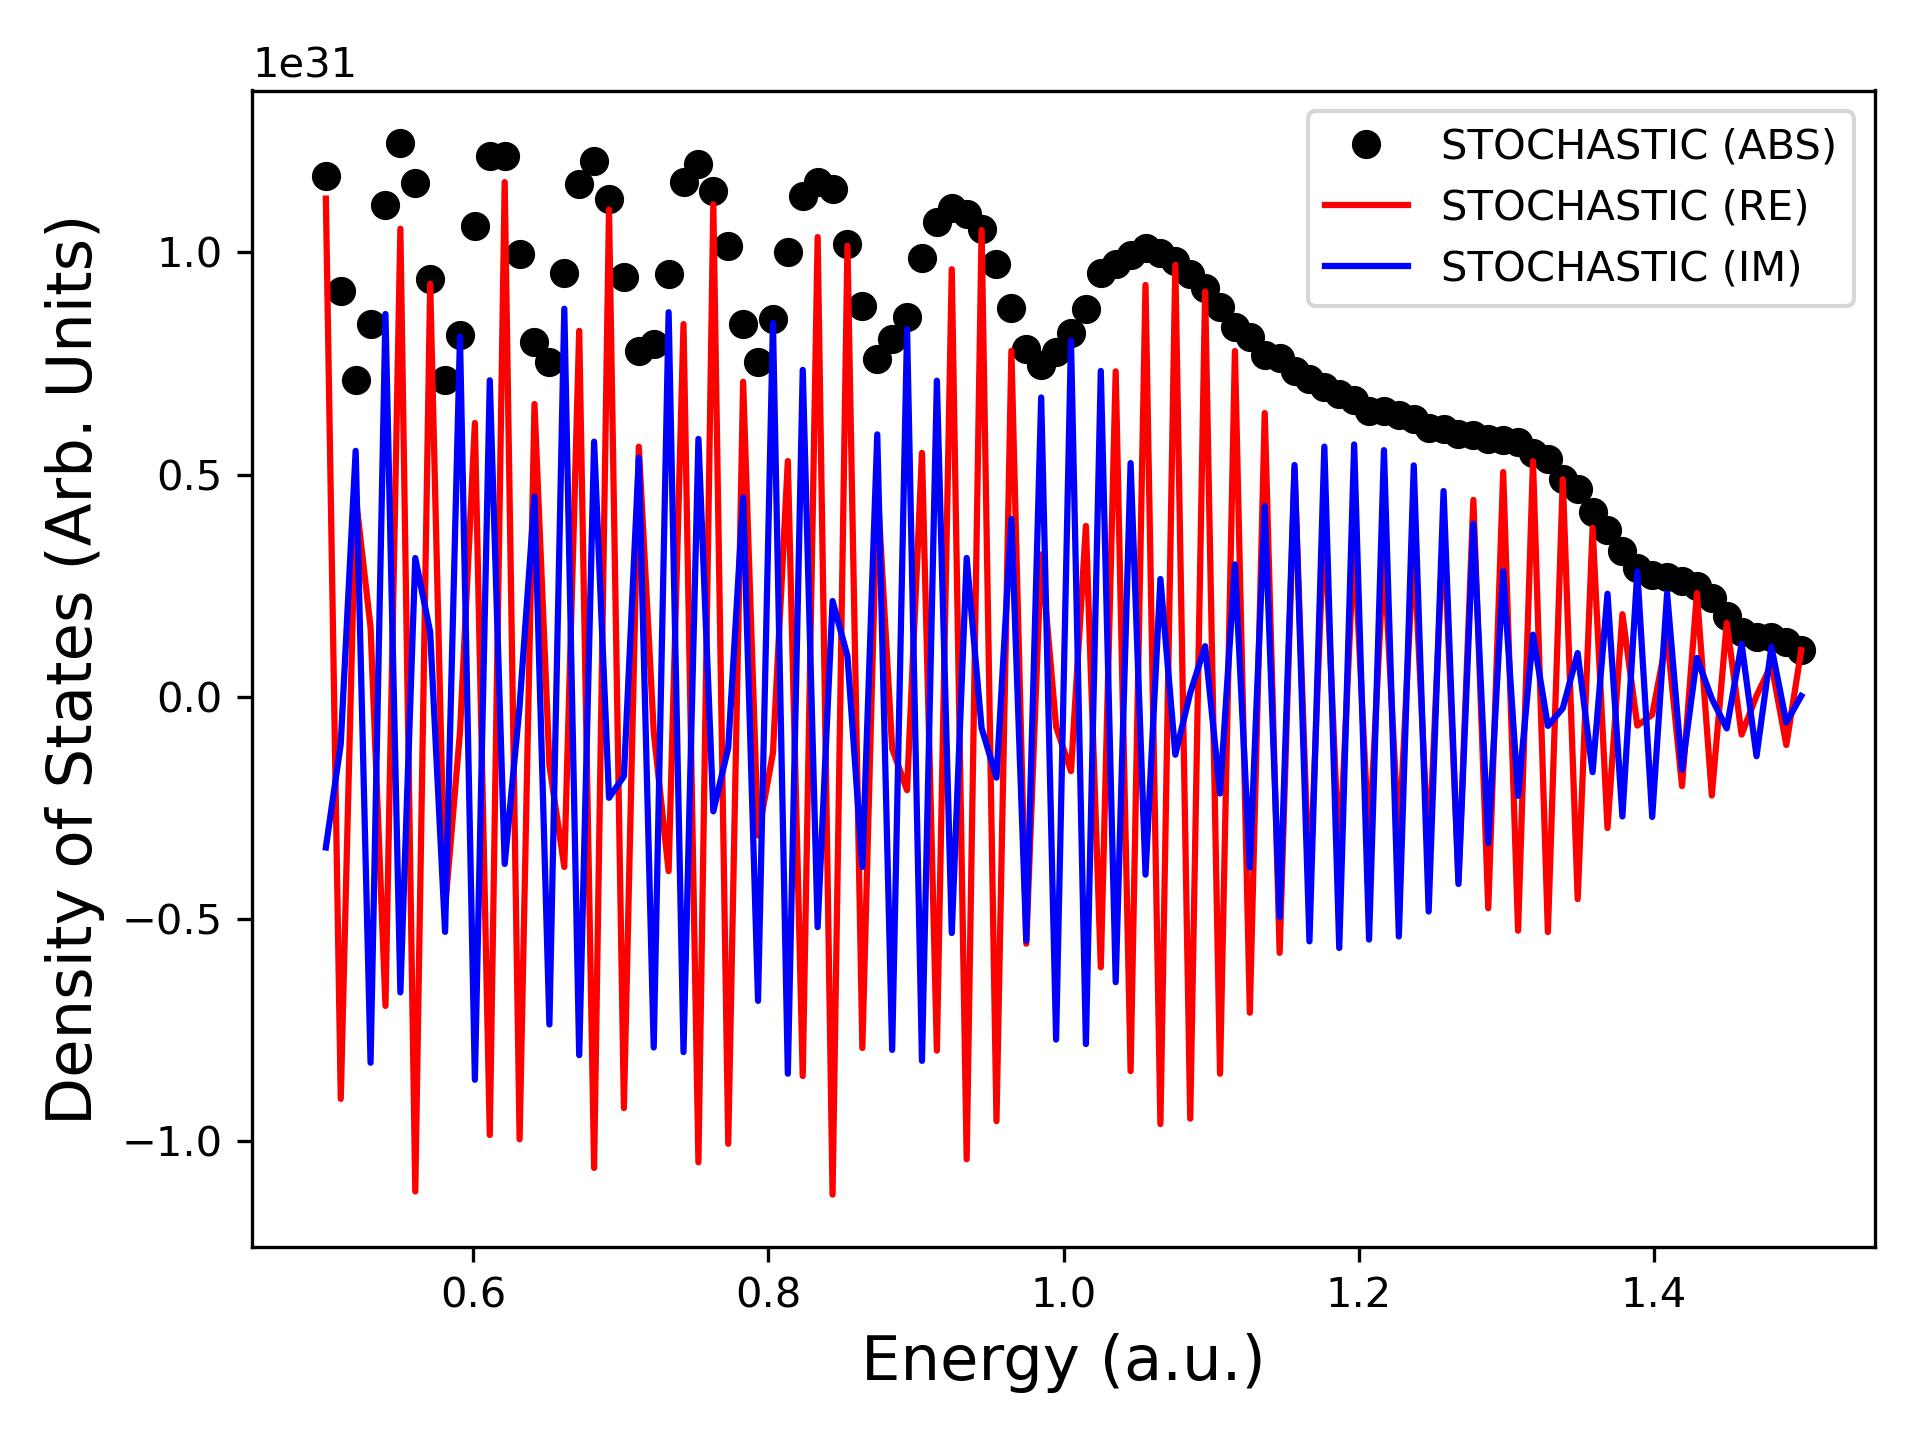 1e31
STOCHASTIC (ABS)
STOCHASTIC (RE)
STOCHASTIC (IM)
Density of States (Arb. Units)
1.0
0.5
0.0
−0.5
−1.0
0.6 0.8 1.0 1.2 1.4
Energy (a.u.)